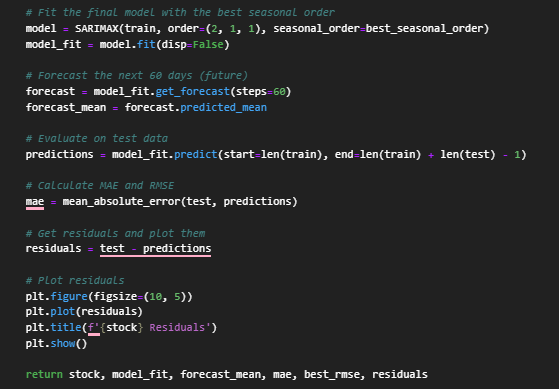 # Fit the final model with the best seasonal order
model = SARIMAX(train, order=(2, 1, 1), seasonal_order=best_seasonal_order)
model_fit = model.fit(disp=False)
# Forecast the next 60 days (future)
forecast = model_fit.get_forecast(steps=60)
forecast_mean = forecast.predicted_mean
# Evaluate on test data
predictions = model_fit.predict(start=len(train), end=len(train) + len(test) - 1)
# Calculate MAE and RMSE
mae = mean_absolute_error(test, predictions)
# Get residuals and plot them
residuals = test - predictions
# Plot residuals
plt.figure(figsize=(10, 5))
plt.plot(residuals)
plt.title(f'{stock} Residuals')
plt.show()
return stock, model_fit, forecast_mean, mae, best_rmse, residuals